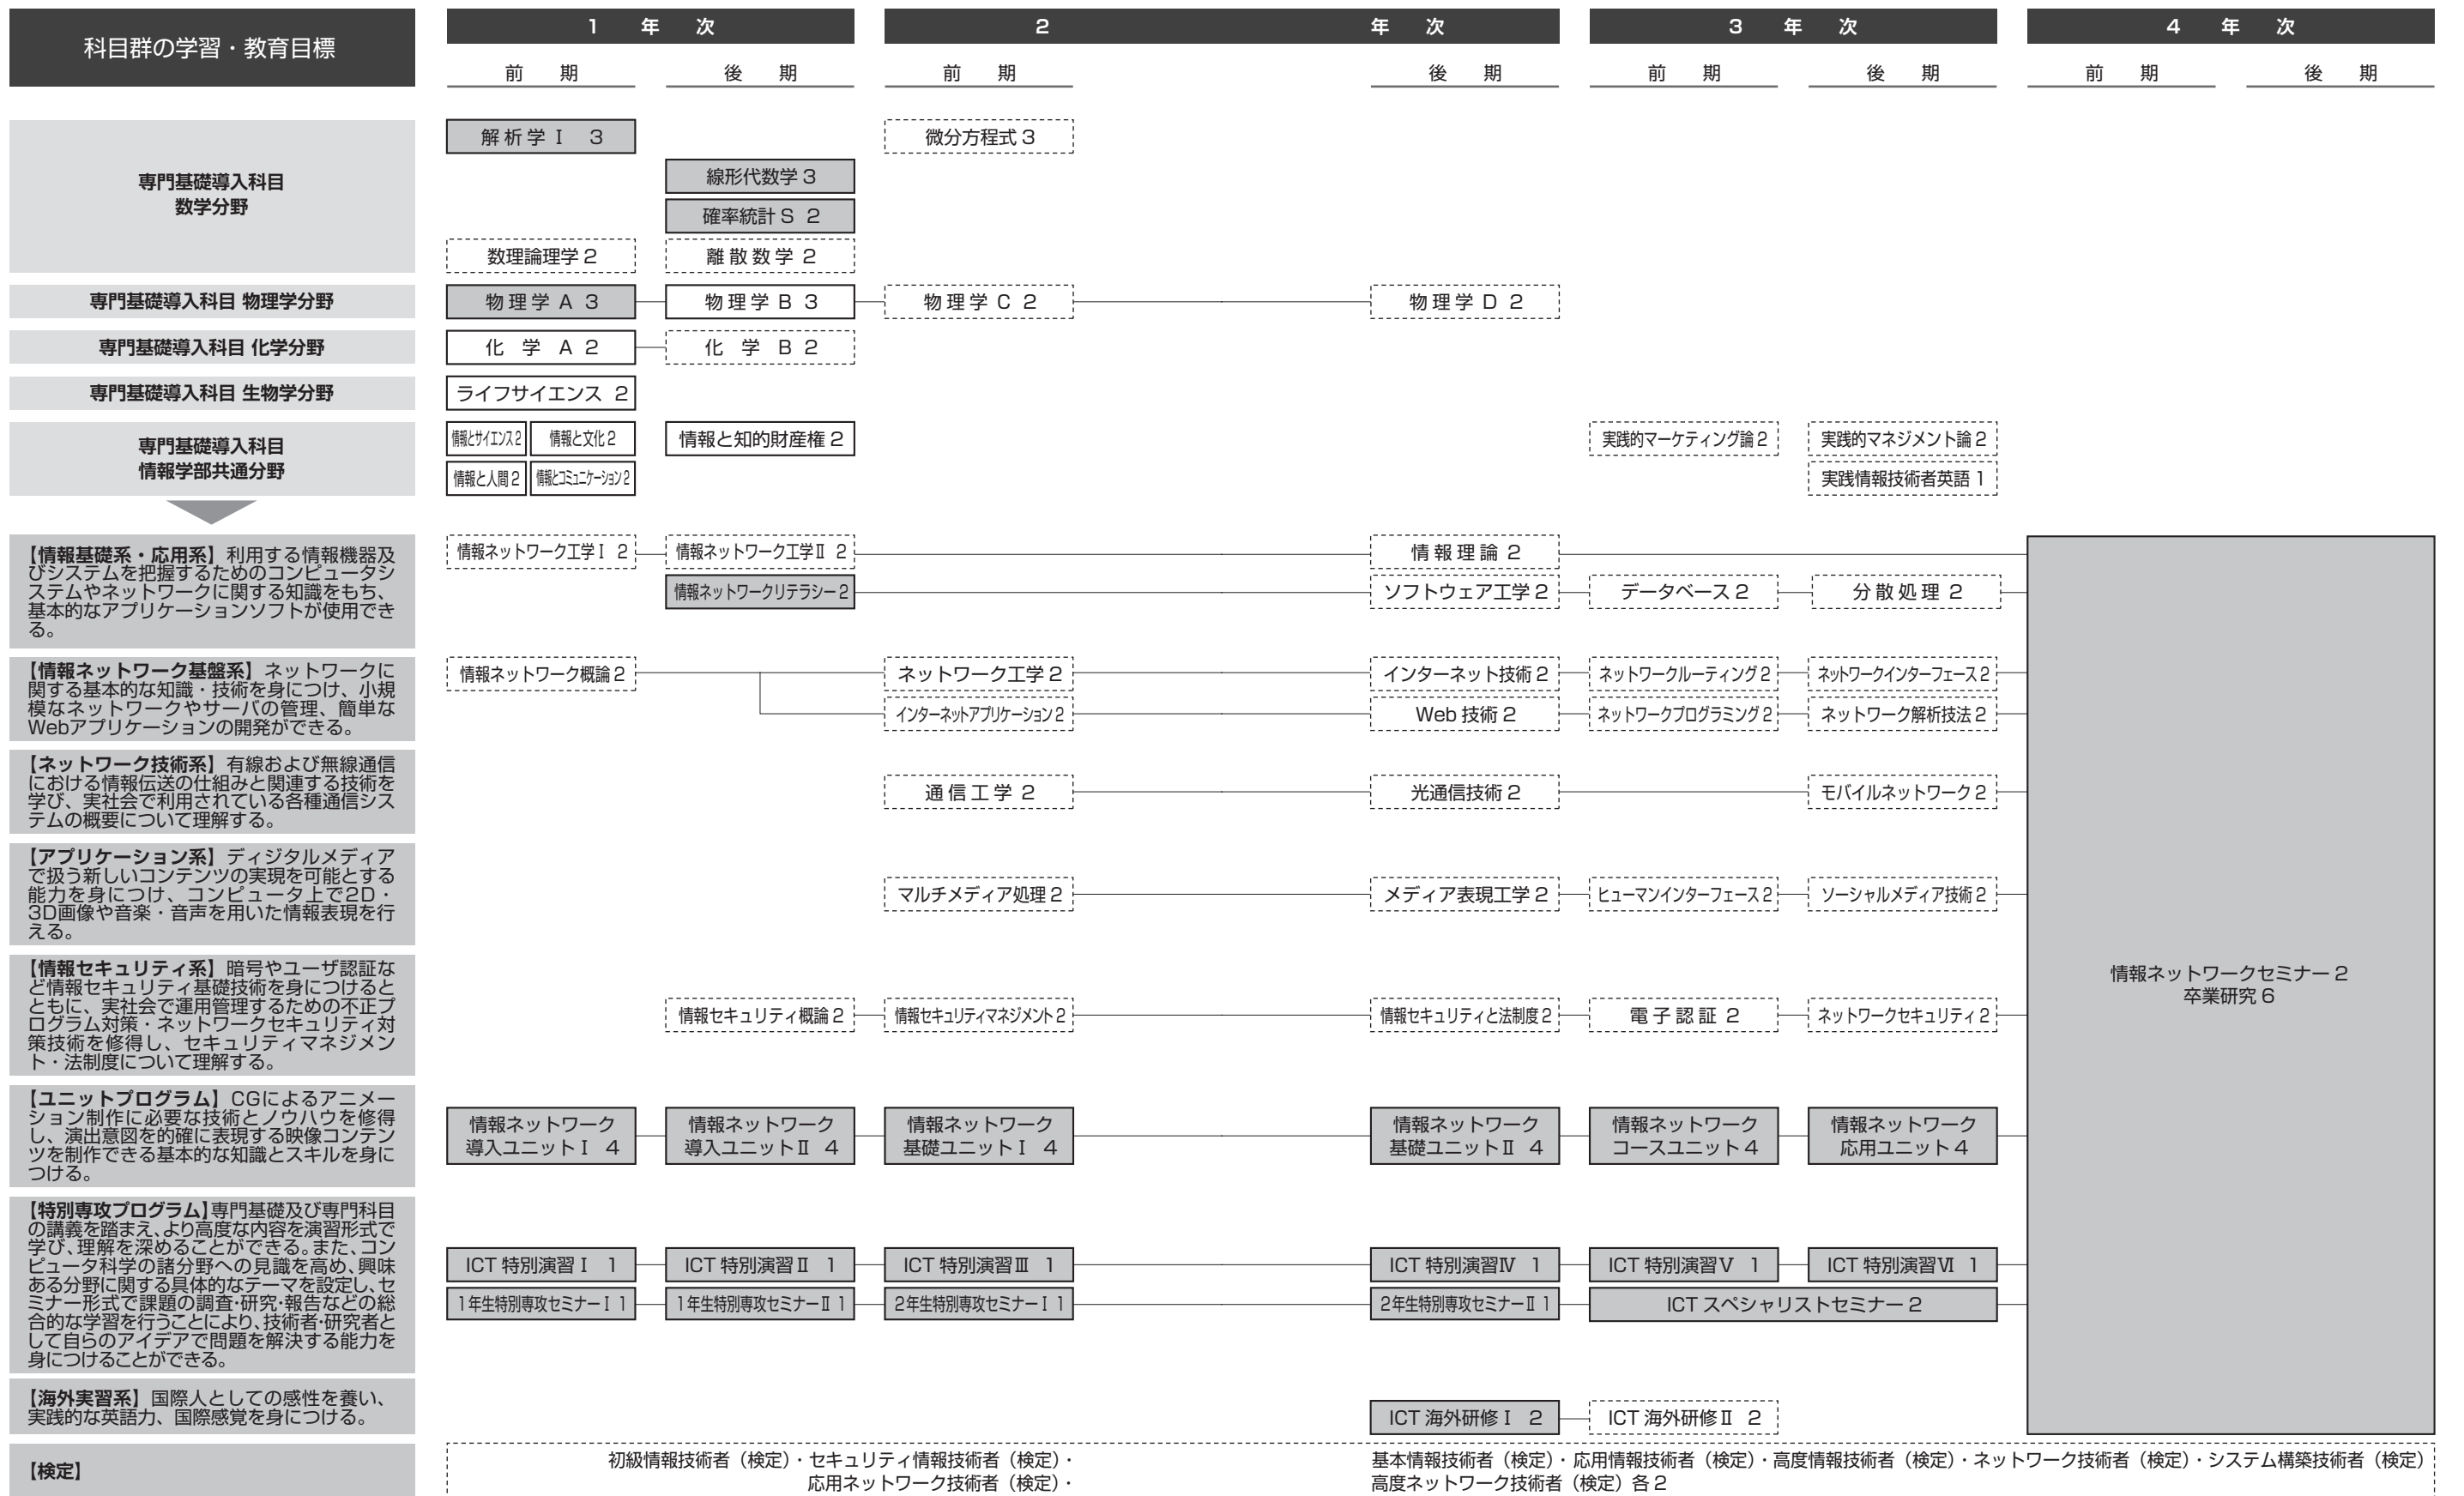 科目群の学習・教育目標
1 年 次
2 年 次
3 年 次
4 年 次
前 期
後 期
前 期
後 期
前 期
後 期
前 期
後 期
専門基礎導入科目
数学分野
解析学Ⅰ 3
微分方程式 3
線形代数学 3
確率統計 S 2
数理論理学 2
離散数学 2
専門基礎導入科目 物理学分野
物理学 A 3
物理学 B 3
物理学 C 2
物理学 D 2
専門基礎導入科目 化学分野
化 学 A 2
化 学 B 2
専門基礎導入科目 生物学分野
ライフサイエンス 2
専門基礎導入科目
情報学部共通分野
情報とサイエンス 2
情報と文化 2
情報と知的財産権 2
実践的マーケティング論 2
実践的マネジメント論 2
情報と人間 2
情報とコミュニケーション 2
実践情報技術者英語 1
【情報基礎系・応用系】利用する情報機器及
びシステムを把握するためのコンピュータシ
ステムやネットワークに関する知識をもち、
基本的なアプリケーションソフトが使用でき
る。
情報ネットワーク工学Ⅰ 2
情報ネットワーク工学Ⅱ 2
情報理論 2
情報ネットワークリテラシー 2
ソフトウェア工学 2
データベース 2
分散処理 2
【情報ネットワーク基盤系】ネットワークに
関する基本的な知識・技術を身につけ、小規
模なネットワークやサーバの管理、簡単な
Webアプリケーションの開発ができる。
情報ネットワーク概論 2
ネットワーク工学 2
インターネット技術 2
ネットワークルーティング 2
ネットワークインターフェース 2
インターネットアプリケーション 2
Web 技術 2
ネットワークプログラミング 2
ネットワーク解析技法 2
【ネットワーク技術系】有線および無線通信
における情報伝送の仕組みと関連する技術を
学び、実社会で利用されている各種通信シス
テムの概要について理解する。
通信工学 2
光通信技術 2
モバイルネットワーク 2
【アプリケーション系】ディジタルメディア
で扱う新しいコンテンツの実現を可能とする
能力を身につけ、コンピュータ上で2D・
3D画像や音楽・音声を用いた情報表現を行
える。
マルチメディア処理 2
メディア表現工学 2
ヒューマンインターフェース 2
ソーシャルメディア技術 2
【情報セキュリティ系】暗号やユーザ認証な
ど情報セキュリティ基礎技術を身につけると
ともに、実社会で運用管理するための不正プ
ログラム対策・ネットワークセキュリティ対
策技術を修得し、セキュリティマネジメン
ト・法制度について理解する。
情報セキュリティ概論 2
情報セキュリティマネジメント 2
情報セキュリティと法制度 2
電子認証 2
ネットワークセキュリティ 2
情報ネットワークセミナー 2
卒業研究 6
【ユニットプログラム】CGによるアニメー
ション制作に必要な技術とノウハウを修得
し、演出意図を的確に表現する映像コンテン
ツを制作できる基本的な知識とスキルを身に
つける。
情報ネットワーク
導入ユニットⅠ 4
情報ネットワーク
導入ユニットⅡ 4
情報ネットワーク
基礎ユニットⅠ 4
情報ネットワーク
基礎ユニットⅡ 4
情報ネットワーク
コースユニット 4
情報ネットワーク
応用ユニット 4
【特別専攻プログラム】専門基礎及び専門科目
の講義を踏まえ、より高度な内容を演習形式で
学び、理解を深めることができる。また、コン
ピュータ科学の諸分野への見識を高め、興味
ある分野に関する具体的なテーマを設定し、セ
ミナー形式で課題の調査・研究・報告などの総
合的な学習を行うことにより、技術者・研究者と
して自らのアイデアで問題を解決する能力を
身につけることができる。
ICT 特別演習Ⅰ 1
ICT 特別演習Ⅱ 1
ICT 特別演習Ⅲ 1
ICT 特別演習Ⅳ 1
ICT 特別演習Ⅴ 1
ICT 特別演習Ⅵ 1
1年生特別専攻セミナーⅠ 1
1年生特別専攻セミナーⅡ 1
2年生特別専攻セミナーⅠ 1
2年生特別専攻セミナーⅡ 1
ICT スペシャリストセミナー 2
【海外実習系】国際人としての感性を養い、
実践的な英語力、国際感覚を身につける。
ICT 海外研修Ⅰ 2
ICT 海外研修Ⅱ 2
【検定】
初級情報技術者（検定）・セキュリティ情報技術者（検定）・
応用ネットワーク技術者（検定）・
基本情報技術者（検定）・応用情報技術者（検定）・高度情報技術者（検定）・ネットワーク技術者（検定）・システム構築技術者（検定）
高度ネットワーク技術者（検定）各 2